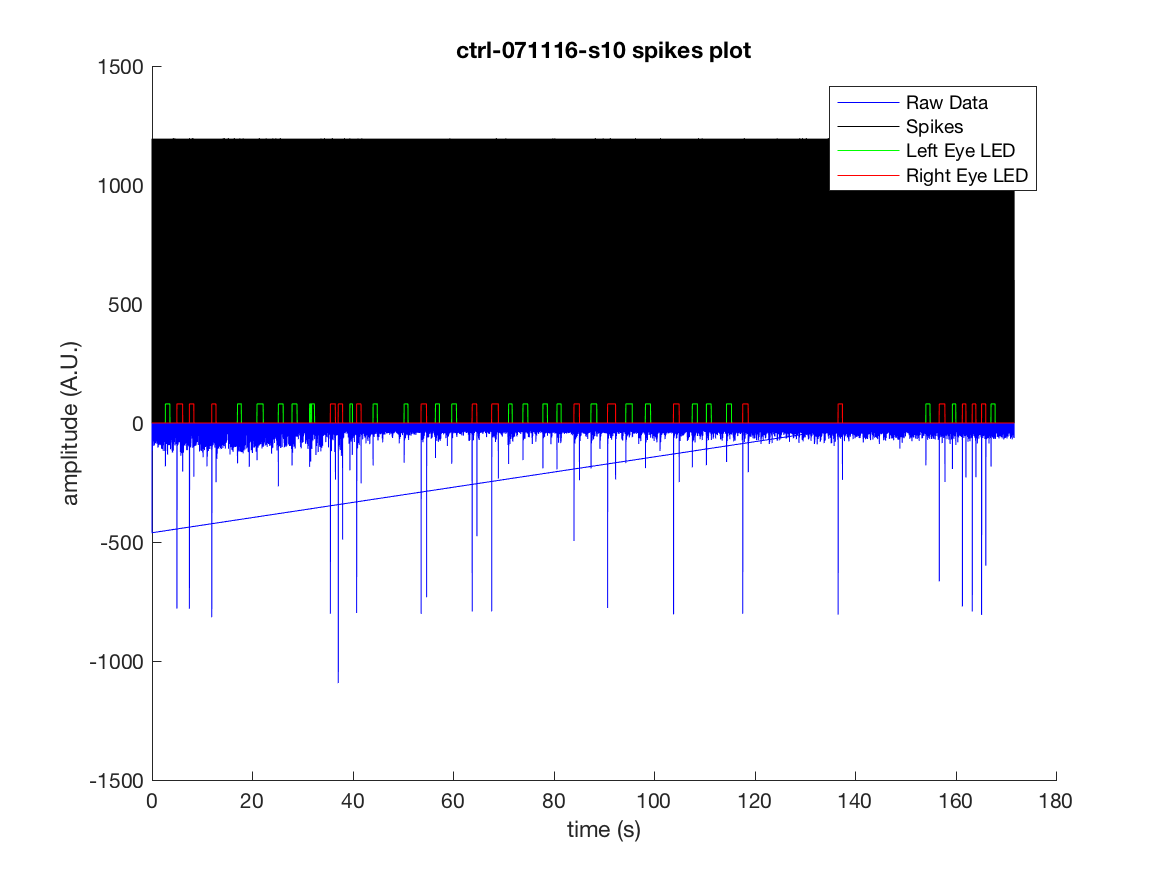 ctrl-071116-s10 spikes plot
1500
1000
500
0
-500
-1000
-1500
amplitude (A.U.)
Raw Data
Spikes
Left Eye LED
Right Eye LED
0 20 40 60 80 100 120 140 160 180
time (s)